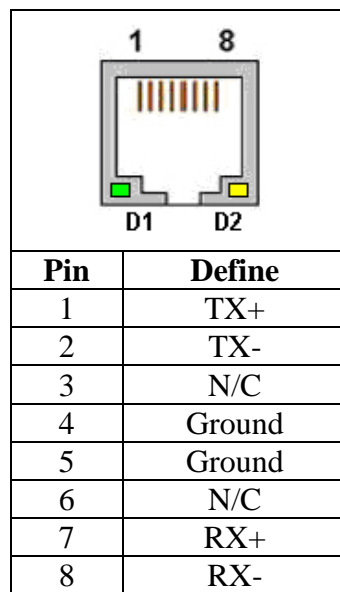 1 8
D1 D2
Pin Define
1 TX+
2 TX-
3 N/C
4 Ground
5 Ground
6 N/C
7 RX+
8 RX-